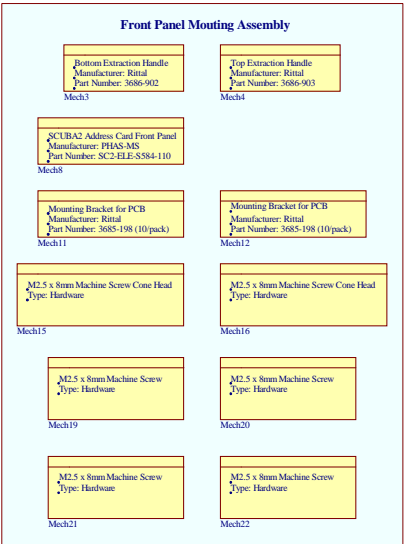 Front Panel Mouting Assembly
Bottom Extraction Handle
Manufacturer: Rittal
Part Number: 3686-902
Mech3
Top Extraction Handle
Manufacturer: Rittal
Part Number: 3686-903
Mech4
SCUBA2 Address Card Front Panel
Manufacturer: PHAS-MS
Part Number: SC2-ELE-S584-110
Mech8
Mounting Bracket for PCB
Manufacturer: Rittal
Part Number: 3685-198 (10/pack)
Mech11
Mounting Bracket for PCB
Manufacturer: Rittal
Part Number: 3685-198 (10/pack)
Mech12
M2.5 x 8mm Machine Screw Cone Head
Type: Hardware
Mech15
M2.5 x 8mm Machine Screw Cone Head
Type: Hardware
Mech16
M2.5 x 8mm Machine Screw
Type: Hardware
Mech19
M2.5 x 8mm Machine Screw
Type: Hardware
Mech20
M2.5 x 8mm Machine Screw
Type: Hardware
Mech21
M2.5 x 8mm Machine Screw
Type: Hardware
Mech22